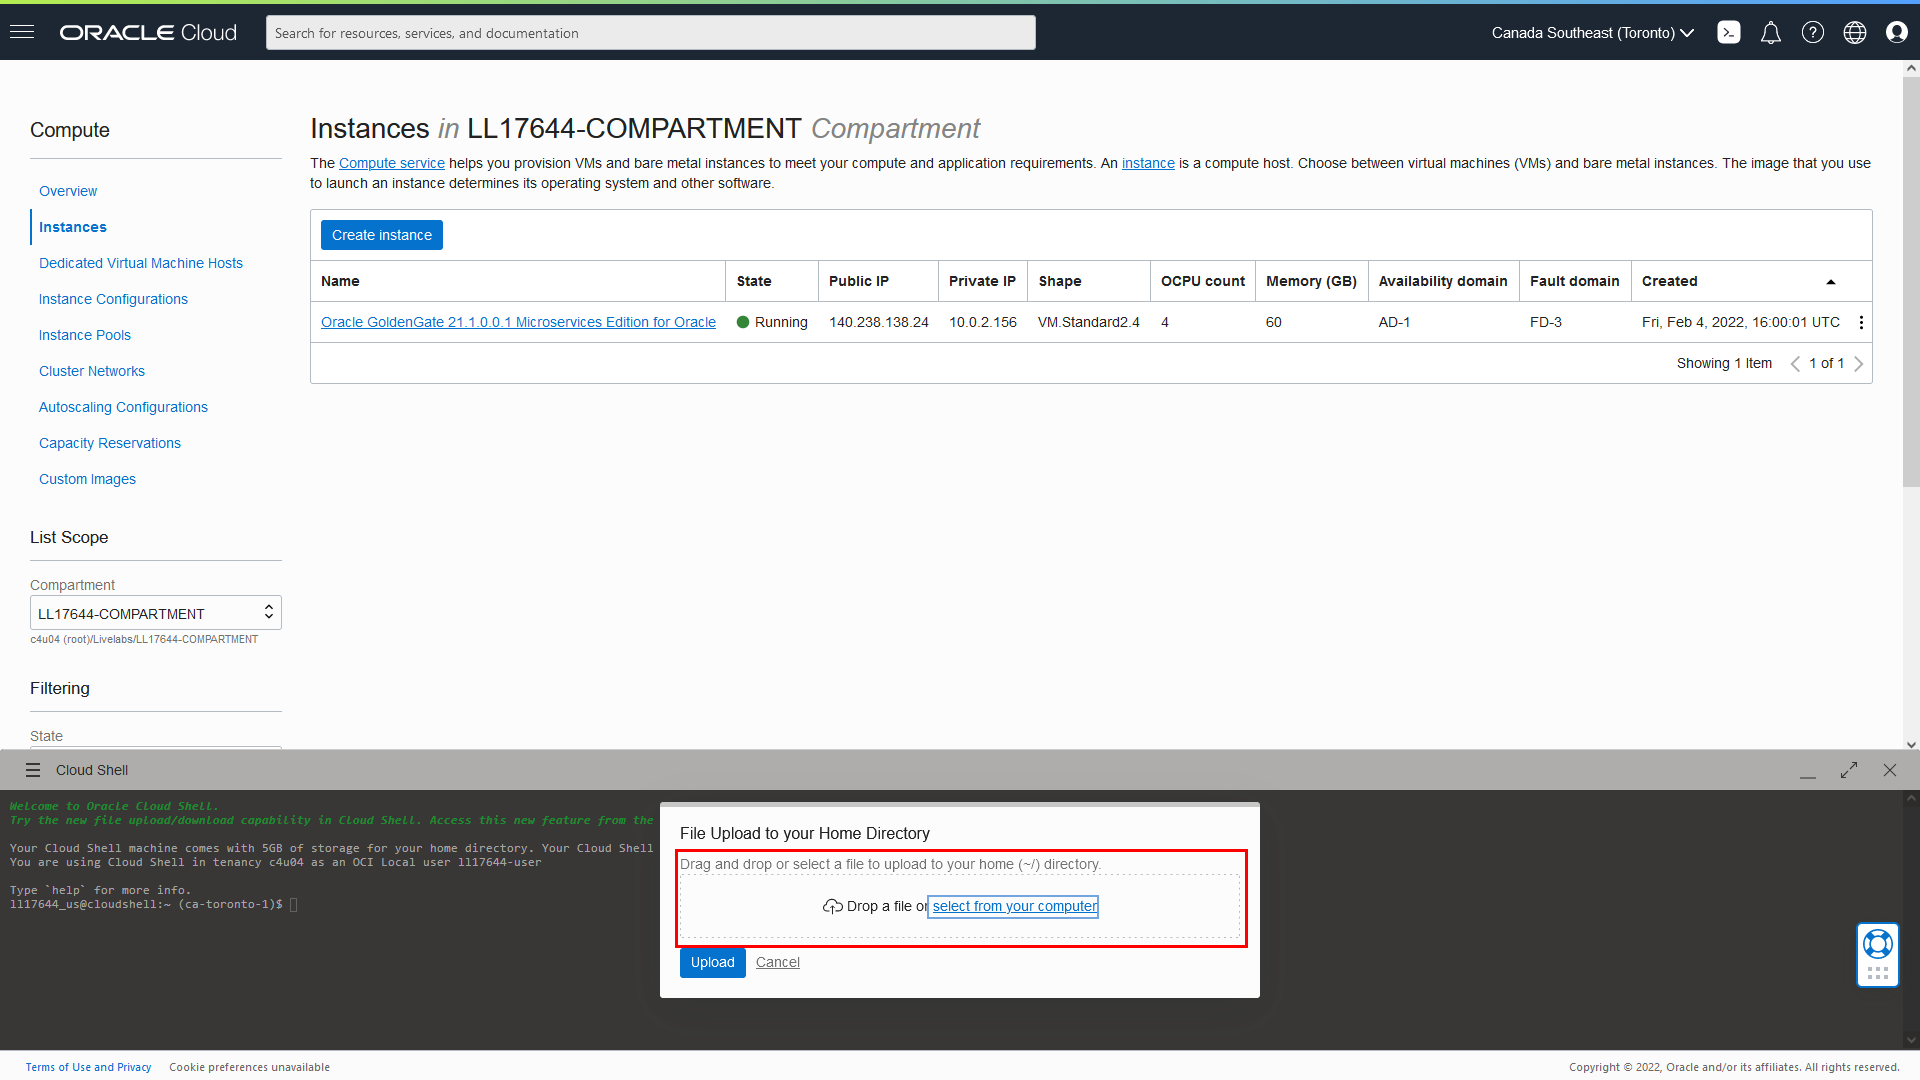 ORACLE Cloud
Search for resources, services, and documentation
Canada Southeast (Toronto)
Compute
Overview
Instances
Dedicated Virtual Machine Hosts
Instance Configurations
Instance Pools
Cluster Networks
Autoscaling Configurations
Capacity Reservations
Custom Images
List Scope
Compartment
LL17644-COMPARTMENT
c4u04 (root)/Livelabs/LL17644-COMPARTMENT
Filtering
State
Instances in LL17644-COMPARTMENT Compartment
The Compute service helps you provision VMs and bare metal instances to meet your compute and application requirements. An instance is a compute host. Choose between virtual machines (VMs) and bare metal instances. The image that you use
to launch an instance determines its operating system and other software.
Create instance
Name State Public IP Private IP Shape OCPU count Memory (GB) Availability domain Fault domain Created
Oracle GoldenGate 21.1.0.0.1 Microservices Edition for Oracle Running 140.238.138.24 10.0.2.156 VM.Standard2.4 4 60 AD-1 FD-3 Fri, Feb 4, 2022, 16:00:01 UTC
Showing 1 Item 1 of 1
Cloud Shell
Welcome to Oracle Cloud Shell.
Try the new file upload/download capability in Cloud Shell. Access this new feature from the
Your Cloud Shell machine comes with 5GB of storage for your home directory. Your Cloud Shell
You are using Cloud Shell in tenancy c4u04 as an OCI Local user ll17644-user
Type `help` for more info.
ll17644_us@cloudshell:~ (ca-toronto-1)$
File Upload to your Home Directory
Drag and drop or select a file to upload to your home (~/) directory.
Drop a file or select from your computer
Upload Cancel
Terms of Use and Privacy Cookie preferences unavailable
Copyright © 2022, Oracle and/or its affiliates. All rights reserved.